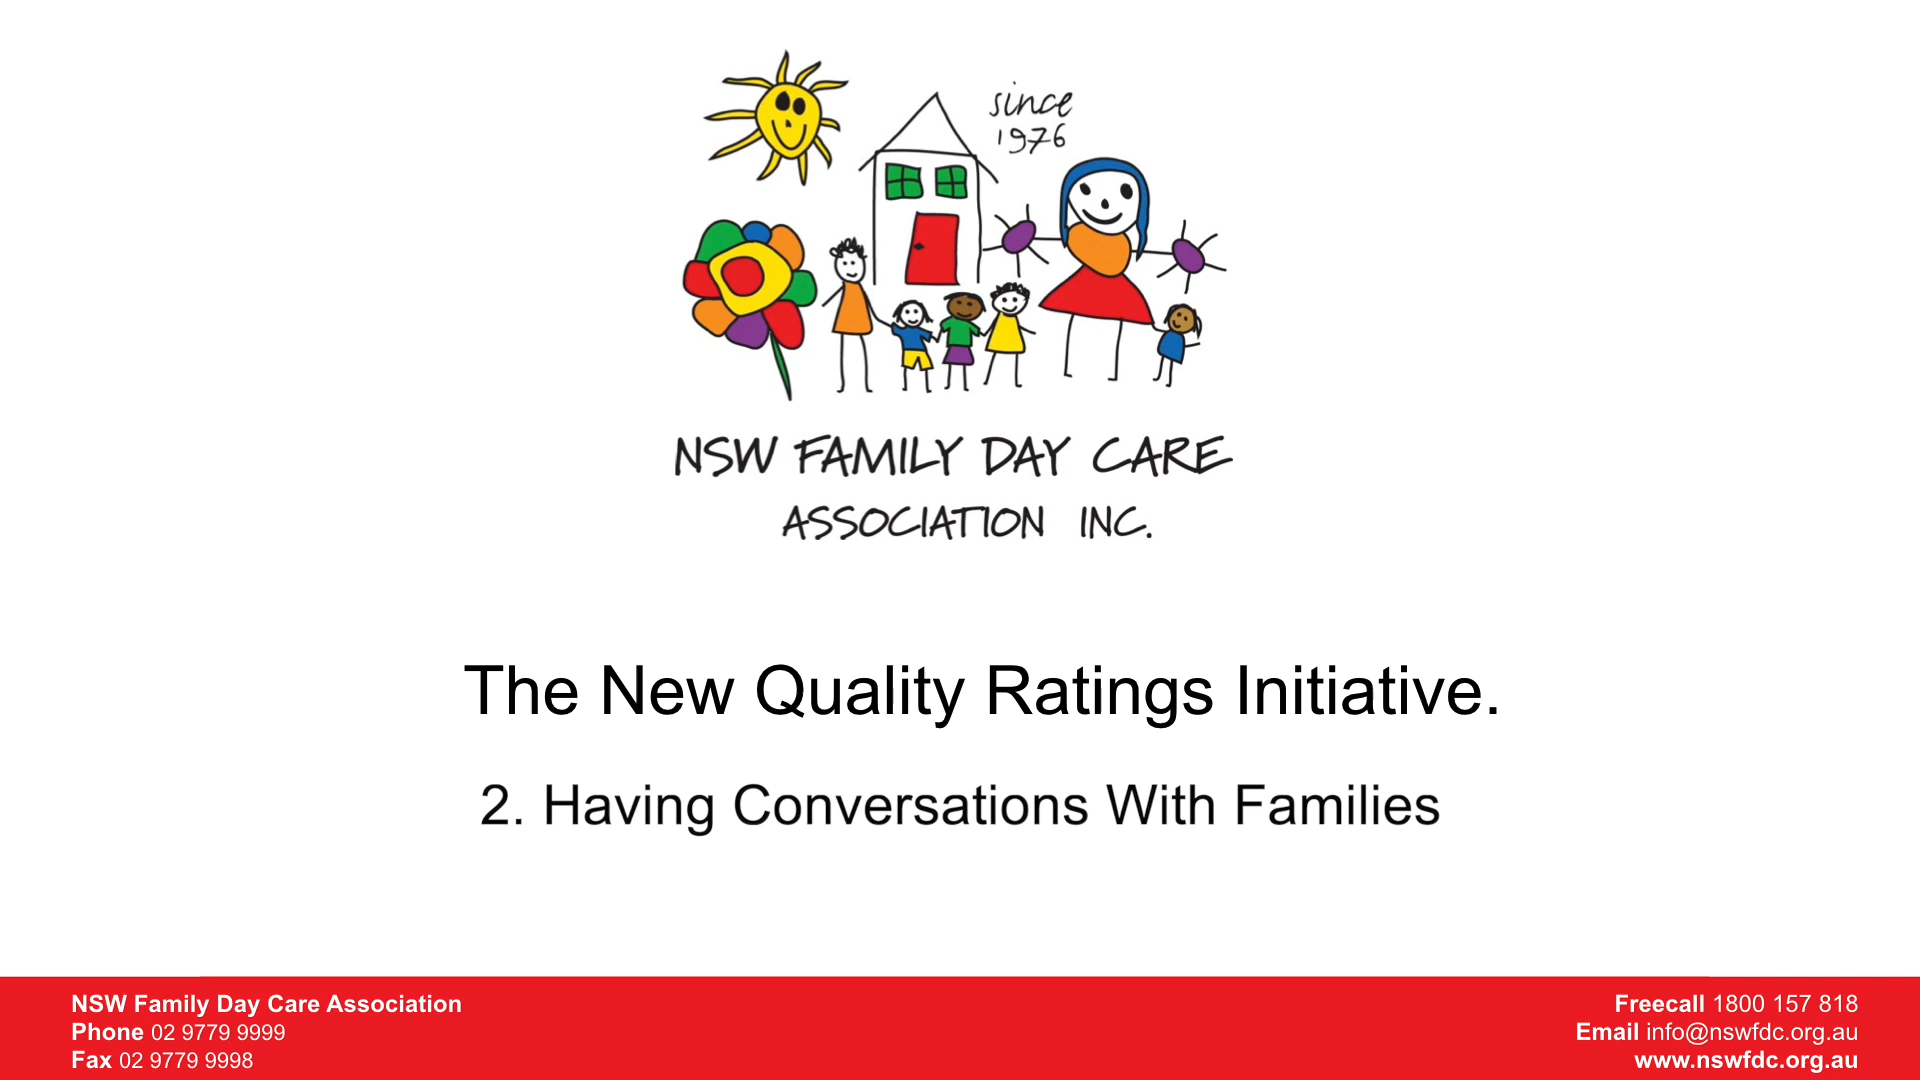 since
1976
NSW FAMILY DAY CARE
ASSOCIATION INC.
The New Quality Ratings Initiative.
2. Having Conversations With Families
NSW Family Day Care Association
Phone 02 9779 9999
Fax 02 9779 9998
Freecall 1800 157 818
Email info@nswfdc.org.au
www.nswfdc.org.au